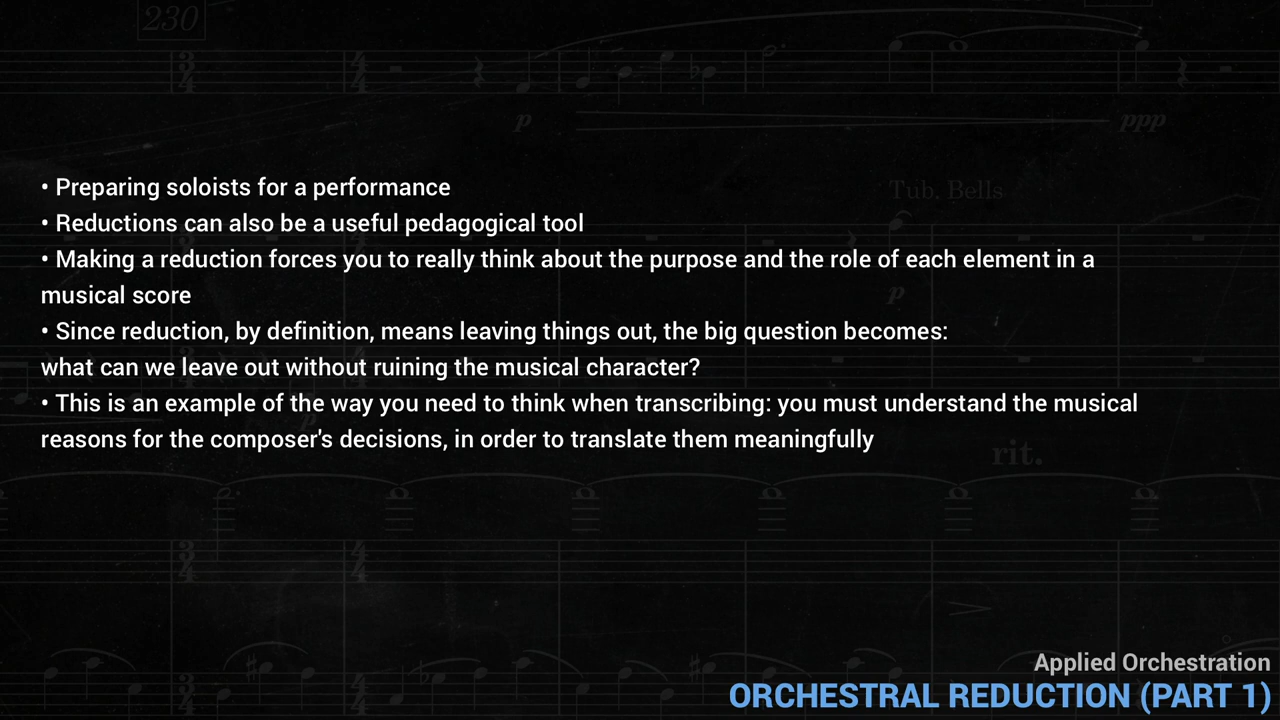 230
p
ppp
• Preparing soloists for a performance
Tub. Bells
• Reductions can also be a useful pedagogical tool
• Making a reduction forces you to really think about the purpose and the role of each element in a
musical score
p
• Since reduction, by definition, means leaving things out, the big question becomes:
what can we leave out without ruining the musical character?
• This is an example of the way you need to think when transcribing: you must understand the musical
reasons for the composer's decisions, in order to translate them meaningfully
rit.
Applied Orchestration
ORCHESTRAL REDUCTION (PART 1)